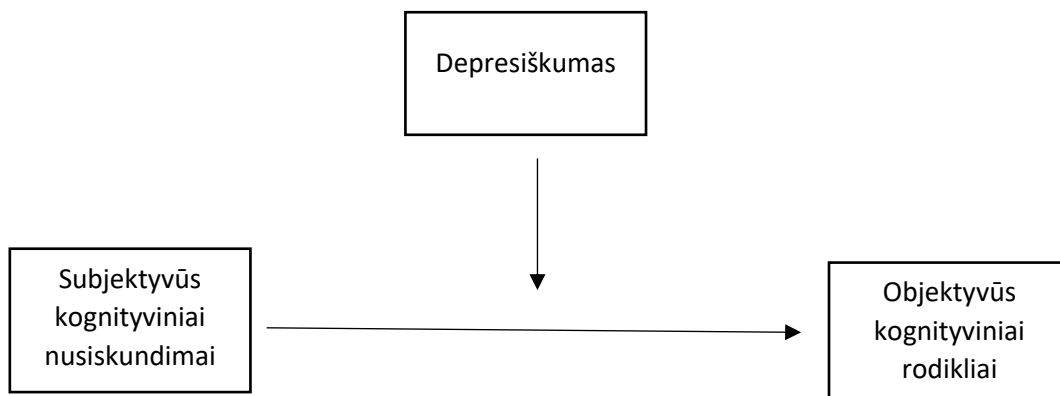 Depresiškumas
Subjektyvūs
kognityviniai
nusiskundimai
Objektyvūs
kognityviniai
rodikliai